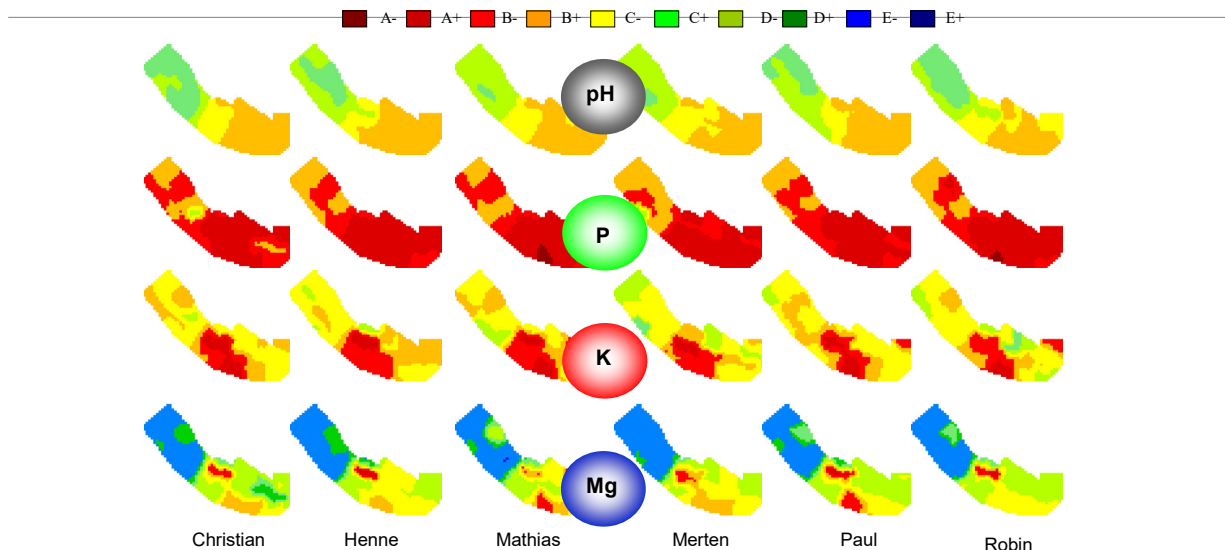 A- A+ B- B+ C- C+ D- D+ E- E+
pH
P
K
Mg
Christian Henne Mathias Merten Paul Robin